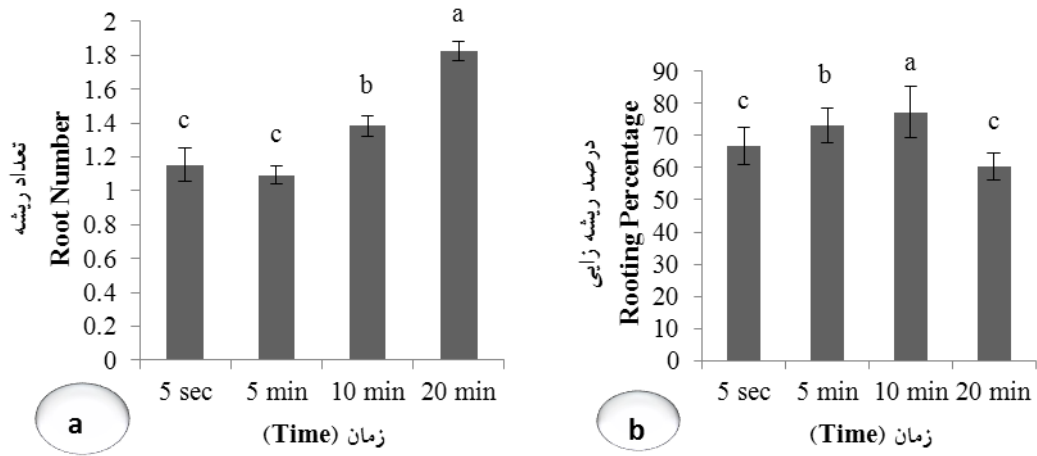 تعداد ریشه
Root Number
2
1.8
1.6
1.4
1.2
1
0.8
0.6
0.4
0.2
0
c
c
b
a
5 sec
5 min
10 min
20 min
زمان (Time)
a
درصد ریشه زایی
Rooting Percentage
90
80
70
60
50
40
30
20
10
0
c
b
a
c
5 sec
5 min
10 min
20 min
زمان (Time)
b